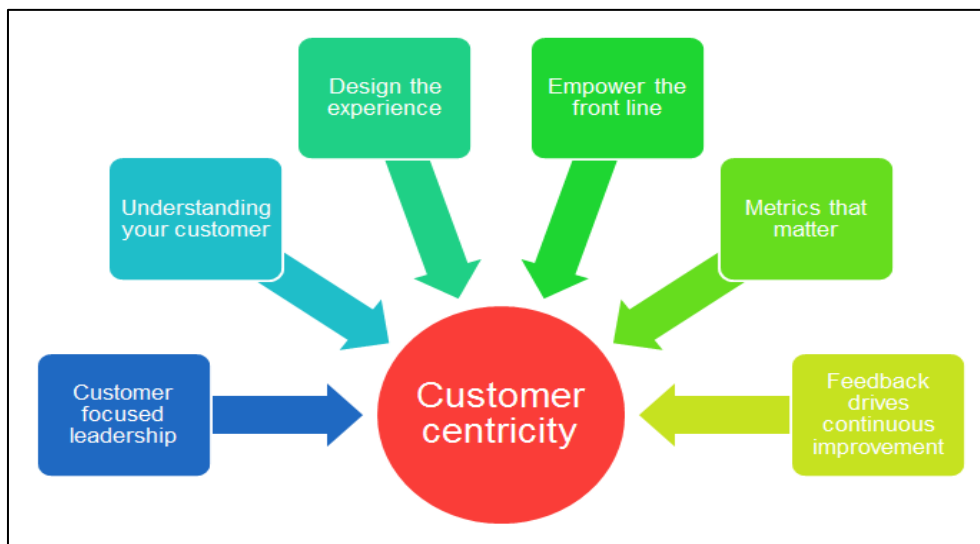 Design the
experience
Empower the
front line
Understanding
your customer
Metrics that
matter
Customer
focused
leadership
Customer
centricity
Feedback
drives
continuous
improvement